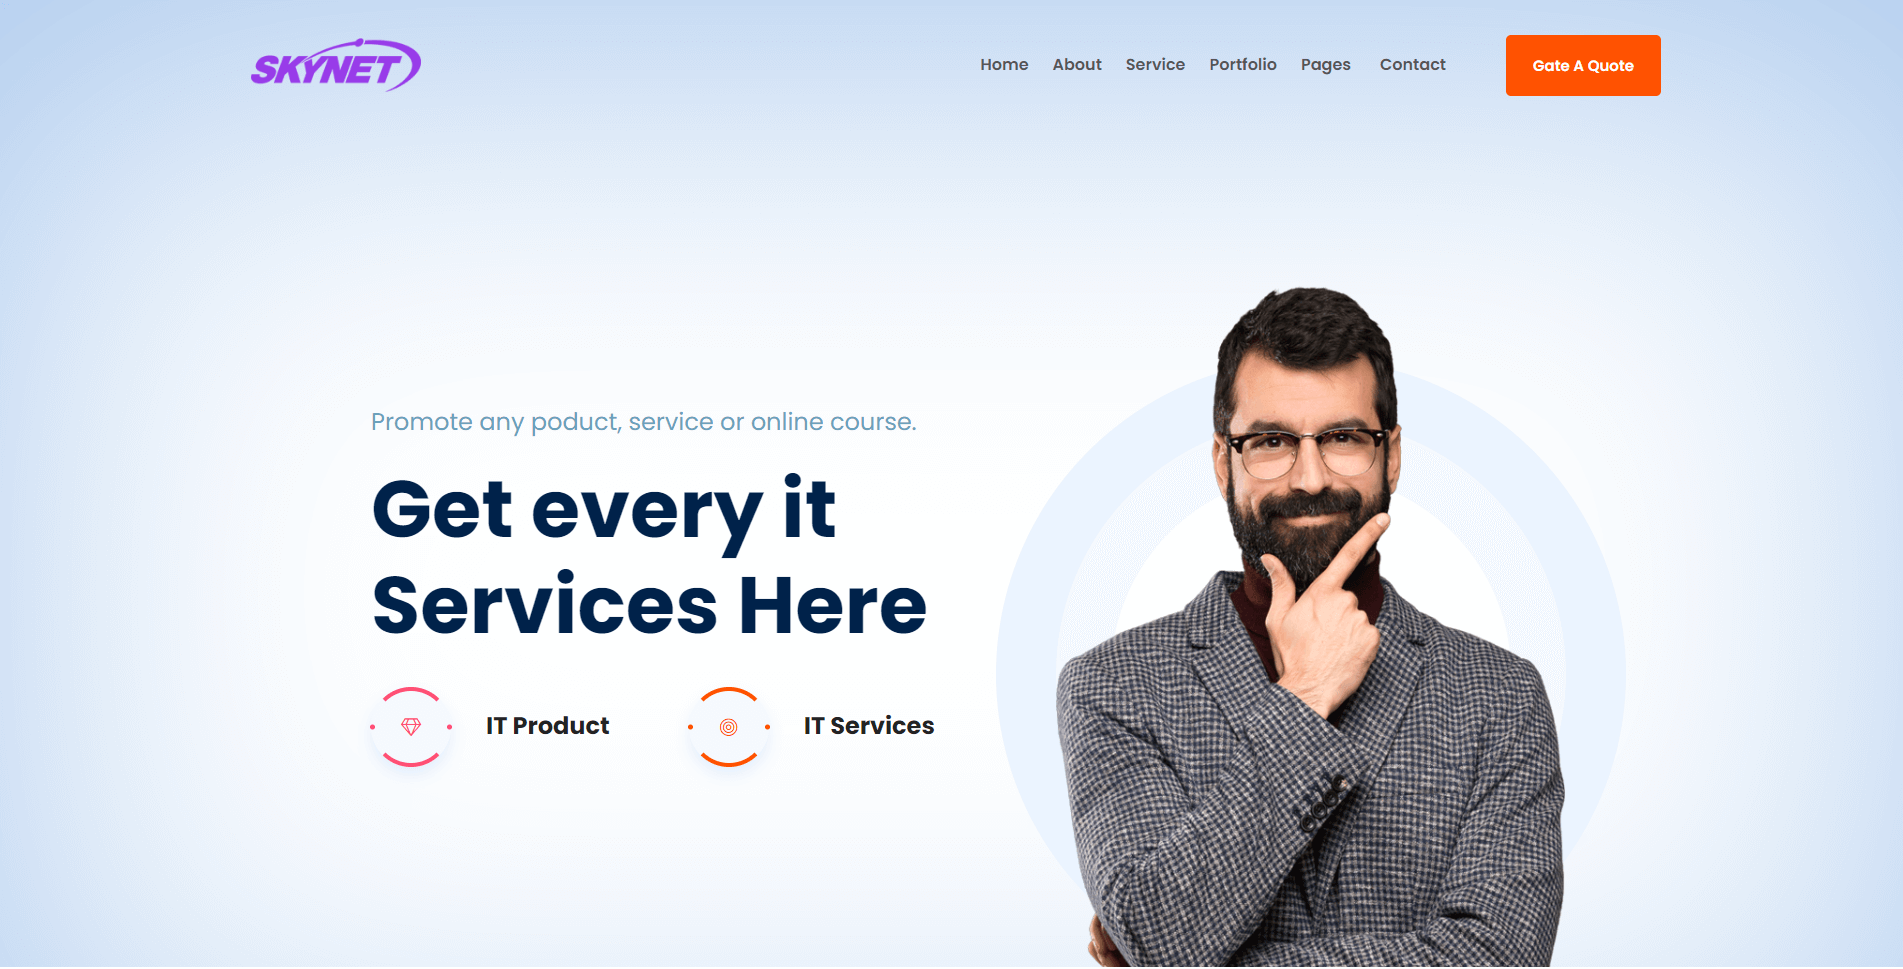 SKYNET
Home About Service Portfolio Pages Contact
Gate A Quote
Promote any poduct, service or online course.
Get every it
Services Here
IT Product
IT Services